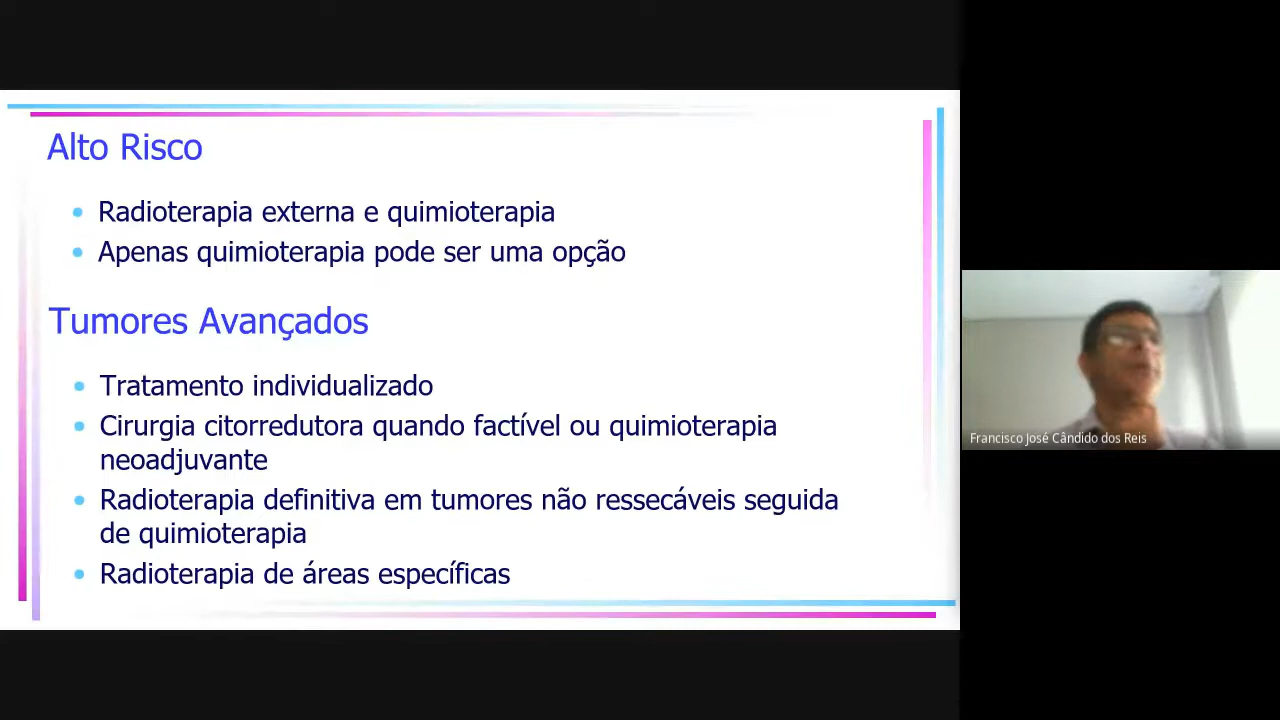 Alto Risco
Radioterapia externa e quimioterapia
Apenas quimioterapia pode ser uma opção
Tumores Avançados
Tratamento individualizado
Cirurgia citorredutora quando factível ou quimioterapia
neoadjuvante
Radioterapia definitiva em tumores não ressecáveis seguida
de quimioterapia
Radioterapia de áreas específicas
Francisco José Cândido dos Reis